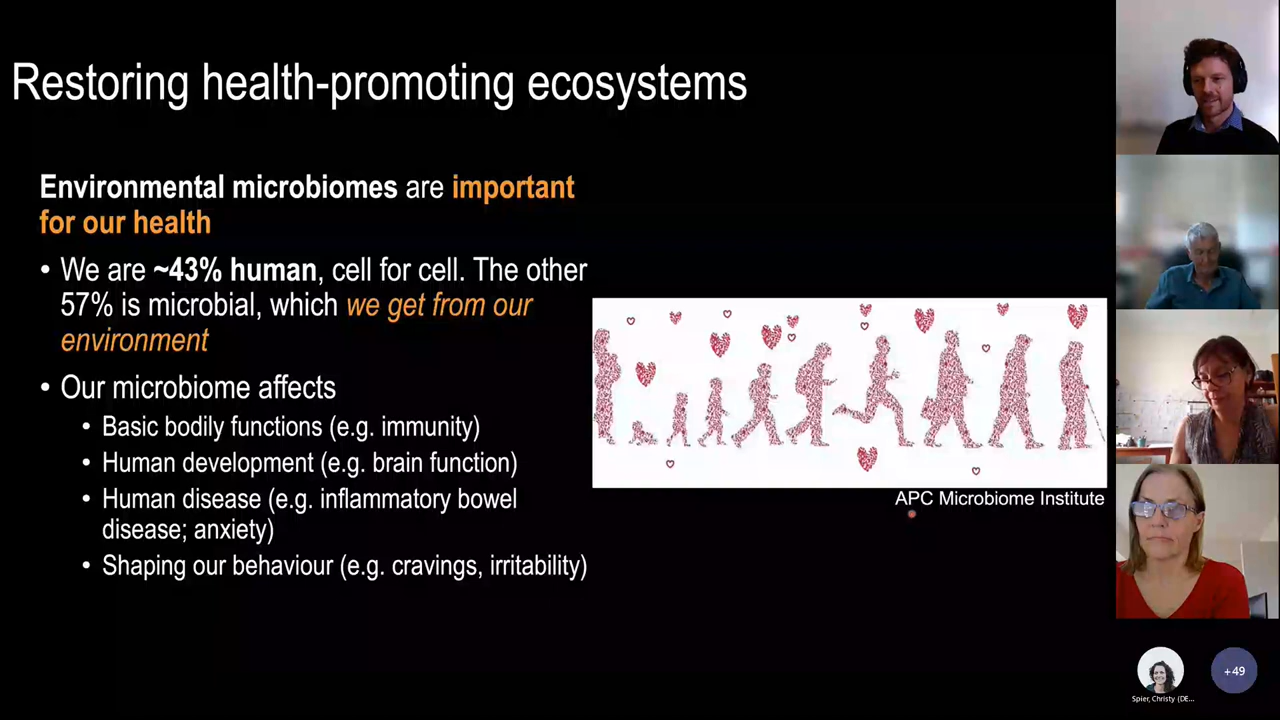 Restoring health-promoting ecosystems
Environmental microbiomes are important
for our health
• We are ~43% human, cell for cell. The other
57% is microbial, which we get from our
environment
• Our microbiome affects
• Basic bodily functions (e.g. immunity)
• Human development (e.g. brain function)
• Human disease (e.g. inflammatory bowel
disease; anxiety)
• Shaping our behaviour (e.g. cravings, irritability)
APC Microbiome Institute
Spier, Christy (DE...
+49